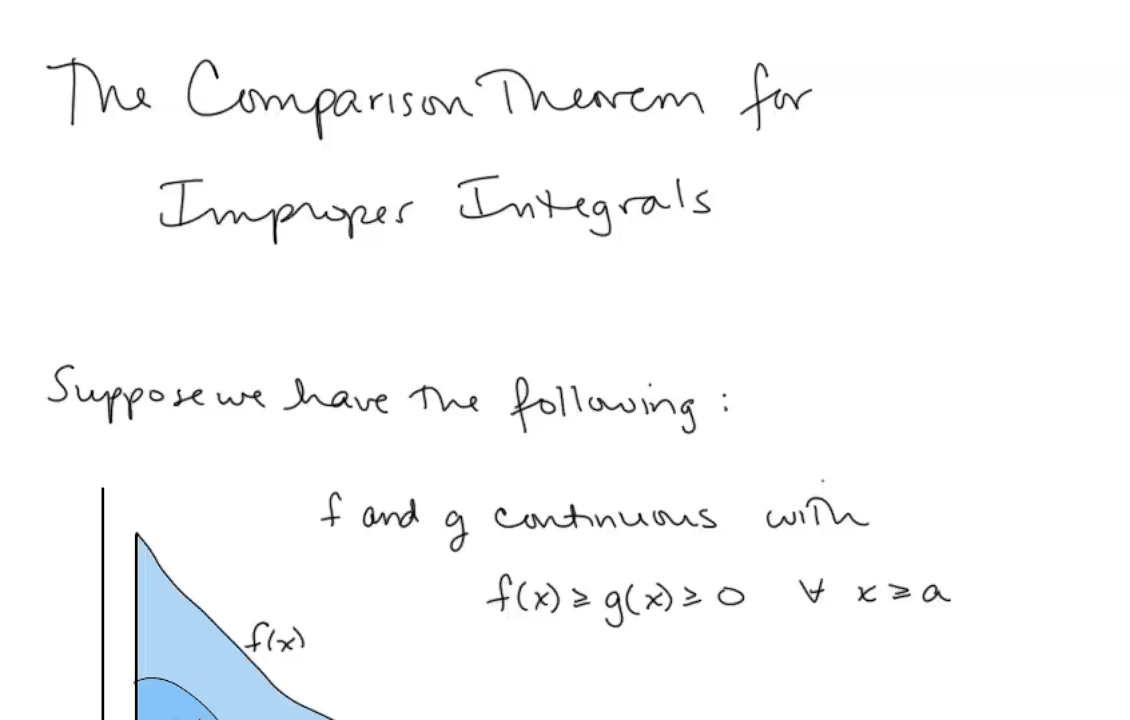 The Comparison Theorem for
Improper Integrals
Suppose we have the following :
f and g continuous with
f(x) ≥ g(x) ≥ 0 ∀ x ≥ a
f(x)